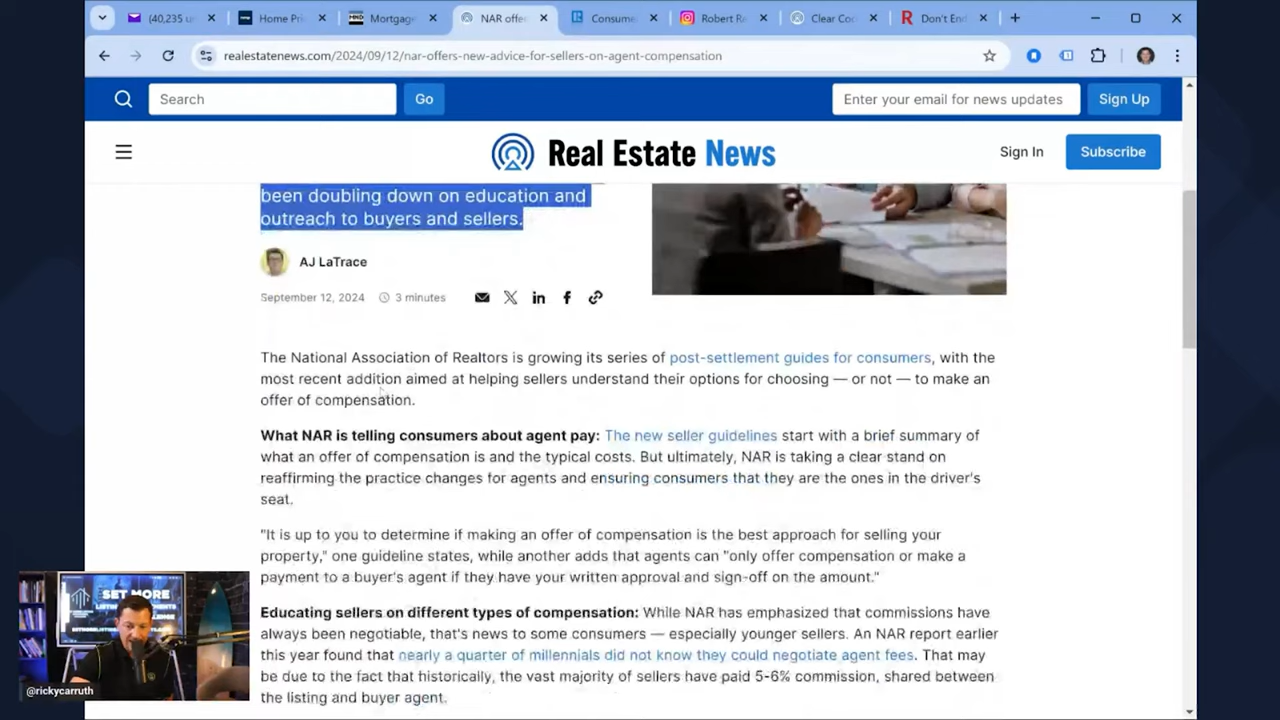 (40,235 u
Home Pri
Mortgag
NAR offe
Consume
Robert R
Clear Coo
Don't End
realestatenews.com/2024/09/12/nar-offers-new-advice-for-sellers-on-agent-compensation
Search
Go
Enter your email for news updates
Sign Up
Real Estate News
Sign In
Subscribe
been doubling down on education and
outreach to buyers and sellers.
AJ LaTrace
September 12, 2024
3 minutes
The National Association of Realtors is growing its series of post-settlement guides for consumers, with the
most recent addition aimed at helping sellers understand their options for choosing — or not — to make an
offer of compensation.
What NAR is telling consumers about agent pay: The new seller guidelines start with a brief summary of
what an offer of compensation is and the typical costs. But ultimately, NAR is taking a clear stand on
reaffirming the practice changes for agents and ensuring consumers that they are the ones in the driver's
seat.
"It is up to you to determine if making an offer of compensation is the best approach for selling your
property," one guideline states, while another adds that agents can "only offer compensation or make a
payment to a buyer's agent if they have your written approval and sign-off on the amount."
Educating sellers on different types of compensation: While NAR has emphasized that commissions have
always been negotiable, that's news to some consumers — especially younger sellers. An NAR report earlier
this year found that nearly a quarter of millennials did not know they could negotiate agent fees. That may
be due to the fact that historically, the vast majority of sellers have paid 5-6% commission, shared between
the listing and buyer agent.
SET MORE
@rickycarruth